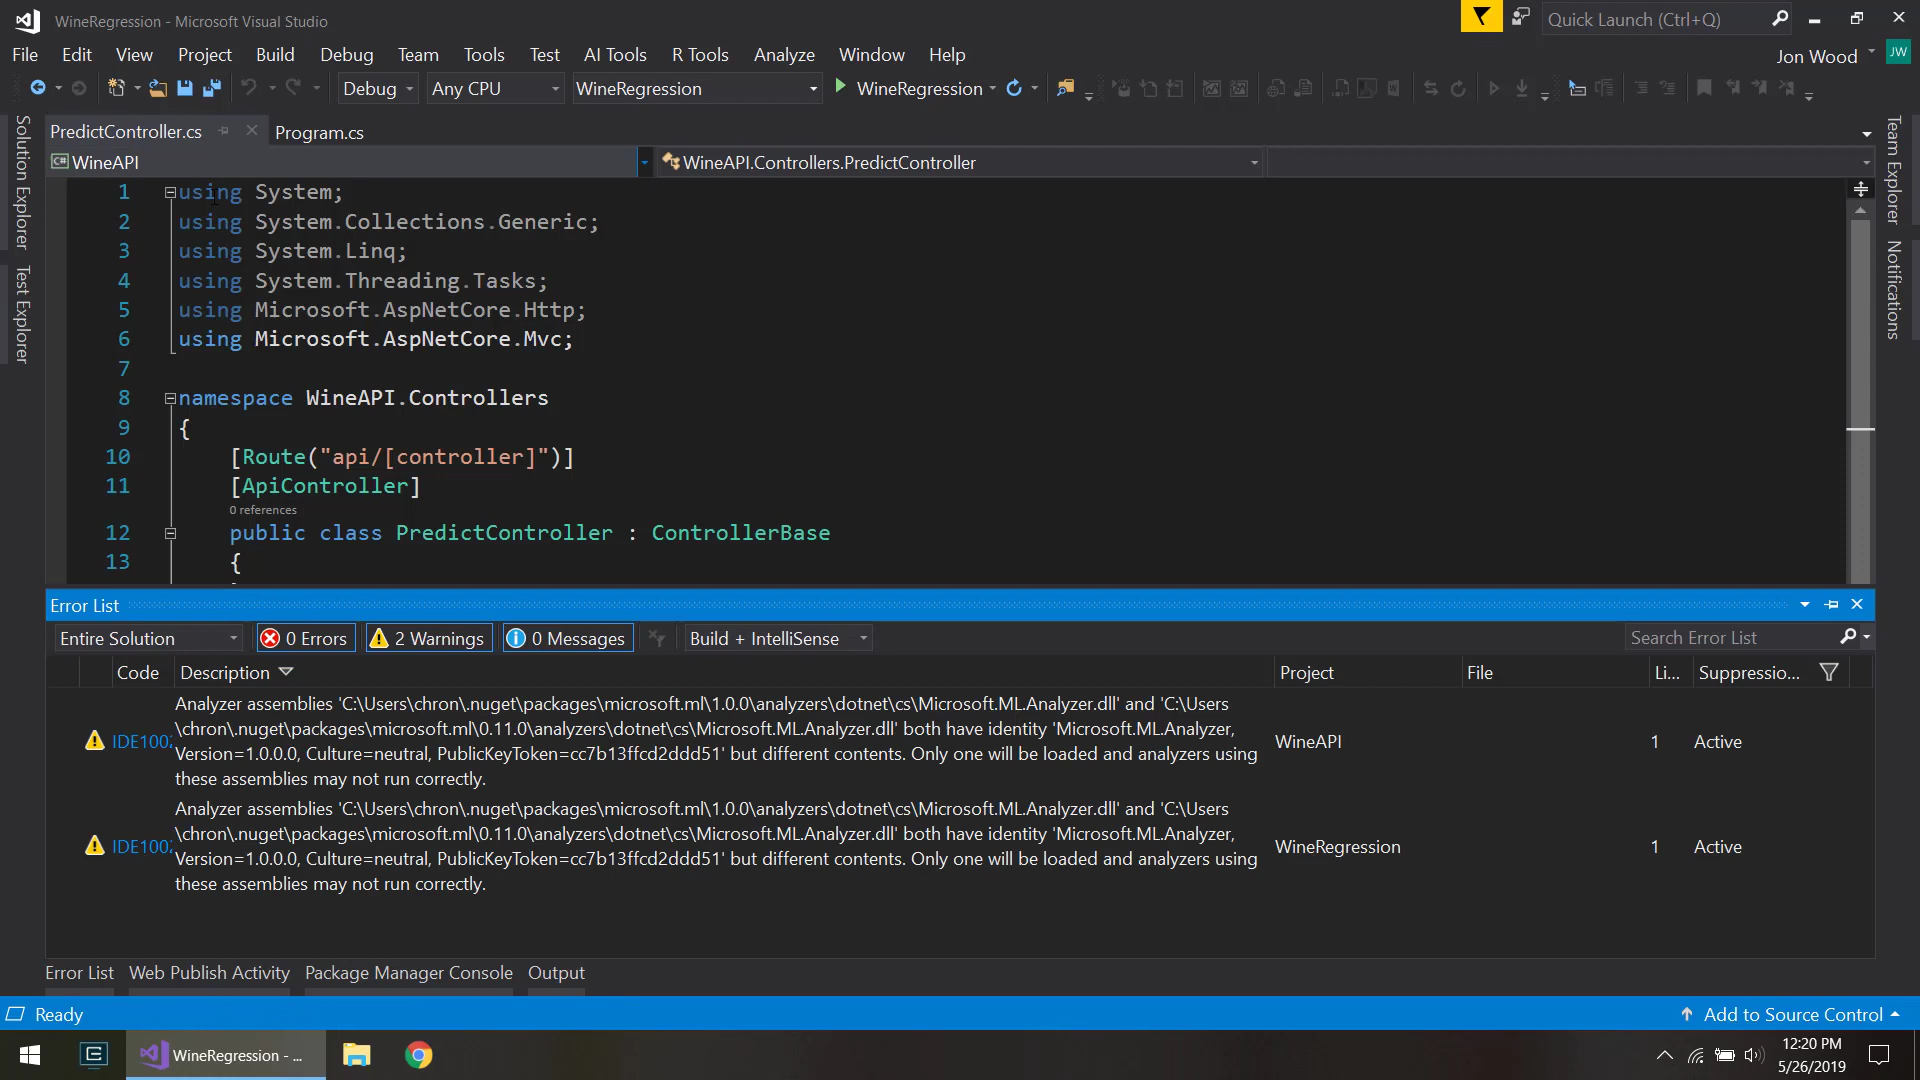 WineRegression - Microsoft Visual Studio
Quick Launch (Ctrl+Q)
File Edit View Project Build Debug Team Tools Test AI Tools R Tools Analyze Window Help
Jon Wood JW
Debug Any CPU WineRegression WineRegression
PredictController.cs Program.cs
C# WineAPI WineAPI.Controllers.PredictController
Solution Explorer
Test Explorer
Team Explorer
Notifications
1 using System;
2 using System.Collections.Generic;
3 using System.Linq;
4 using System.Threading.Tasks;
5 using Microsoft.AspNetCore.Http;
6 using Microsoft.AspNetCore.Mvc;
7
8 namespace WineAPI.Controllers
9 {
10 [Route("api/[controller]")]
11 [ApiController]
0 references
12 public class PredictController : ControllerBase
13 {
Error List
Entire Solution 0 Errors 2 Warnings 0 Messages Build + IntelliSense Search Error List
Code Description Project File Li... Suppressio...
Analyzer assemblies 'C:\Users\chron\.nuget\packages\microsoft.ml\1.0.0\analyzers\dotnet\cs\Microsoft.ML.Analyzer.dll' and 'C:\Users
\chron\.nuget\packages\microsoft.ml\0.11.0\analyzers\dotnet\cs\Microsoft.ML.Analyzer.dll' both have identity 'Microsoft.ML.Analyzer,
IDE100 WineAPI 1 Active
Version=1.0.0.0, Culture=neutral, PublicKeyToken=cc7b13ffcd2ddd51' but different contents. Only one will be loaded and analyzers using
these assemblies may not run correctly.
Analyzer assemblies 'C:\Users\chron\.nuget\packages\microsoft.ml\1.0.0\analyzers\dotnet\cs\Microsoft.ML.Analyzer.dll' and 'C:\Users
\chron\.nuget\packages\microsoft.ml\0.11.0\analyzers\dotnet\cs\Microsoft.ML.Analyzer.dll' both have identity 'Microsoft.ML.Analyzer,
IDE100 WineRegression 1 Active
Version=1.0.0.0, Culture=neutral, PublicKeyToken=cc7b13ffcd2ddd51' but different contents. Only one will be loaded and analyzers using
these assemblies may not run correctly.
Error List Web Publish Activity Package Manager Console Output
Ready Add to Source Control
WineRegression - ...
12:20 PM
5/26/2019